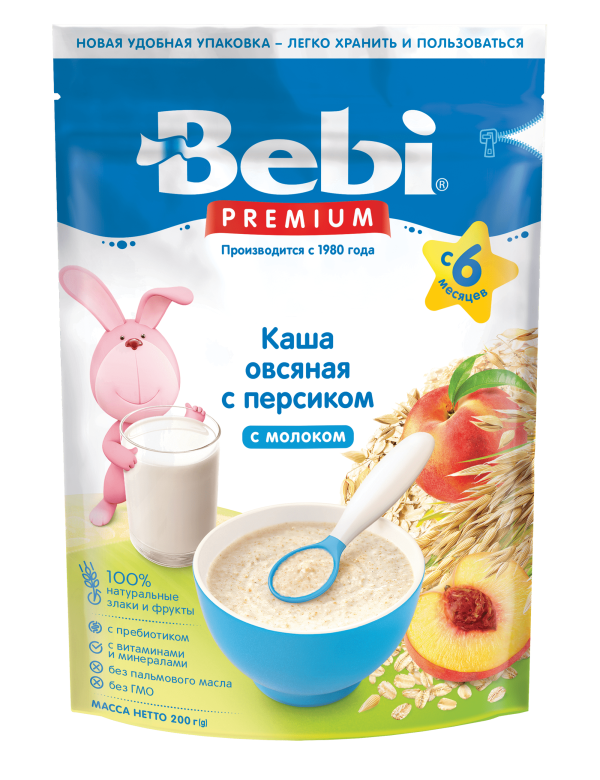 НОВАЯ УДОБНАЯ УПАКОВКА – ЛЕГКО ХРАНИТЬ И ПОЛЬЗОВАТЬСЯ
Bebi®
PREMIUM
Производится с 1980 года
с 6
месяцев
Каша
овсяная
с персиком
с молоком
100%
натуральные
злаки и фрукты
с пребиотиком
с витаминами
и минералами
без пальмового масла
без ГМО
МАССА НЕТТО 200 г(g)